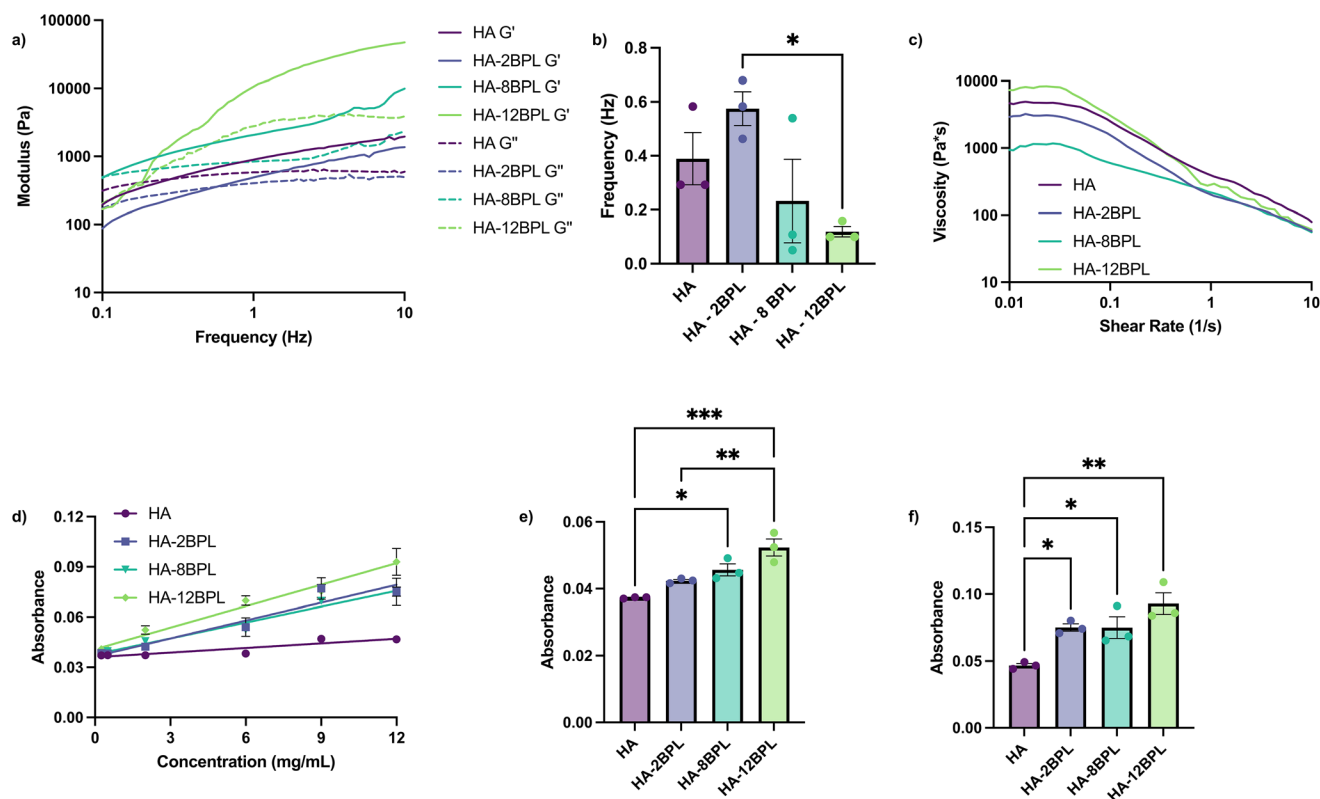 a)
100000
10000
1000
100
10
Modulus (Pa)
0.1
1
10
Frequency (Hz)
HA G'
HA-2BPL G'
HA-8BPL G'
HA-12BPL G'
HA G"
HA-2BPL G"
HA-8BPL G"
HA-12BPL G"
b)
0.8
0.6
0.4
0.2
0.0
Frequency (Hz)
*
HA
HA - 2BPL
HA - 8 BPL
HA - 12BPL
c)
10000
1000
100
10
Viscosity (Pa*s)
HA
HA-2BPL
HA-8BPL
HA-12BPL
0.01
0.1
1
10
Shear Rate (1/s)
d)
0.12
0.09
0.06
0.03
0.00
Absorbance
HA
HA-2BPL
HA-8BPL
HA-12BPL
0
3
6
9
12
Concentration (mg/mL)
e)
***
**
*
0.06
0.04
0.02
0.00
Absorbance
HA
HA-2BPL
HA-8BPL
HA-12BPL
f)
**
*
*
0.15
0.10
0.05
0.00
Absorbance
HA
HA-2BPL
HA-8BPL
HA-12BPL